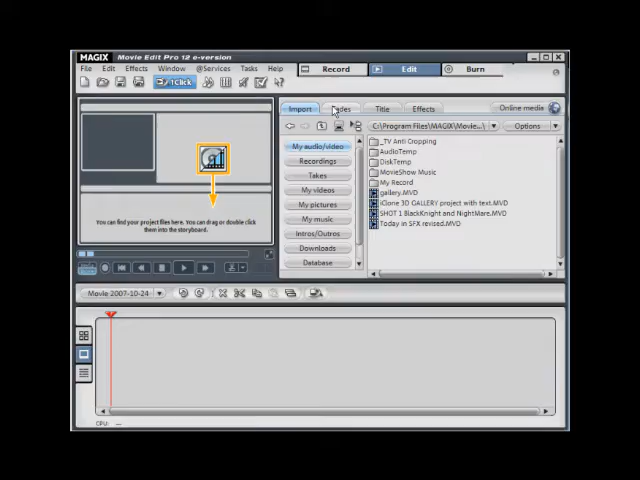 MAGIX Movie Edit Pro 12 e-version
File Edit Effects Window @Services Tasks Help
Record Edit Burn
1Click
Import Fades Title Effects Online media
C:\Program Files\MAGIX\Movie... Options
My audio/video
Recordings
Takes
My videos
My pictures
My music
Intros/Outros
Downloads
Database
_TV Anti Cropping
AudioTemp
DiskTemp
MovieShow Music
My Record
gallery.MVD
iClone 3D GALLERY project with text.MVD
SHOT 1 BlackKnight and NightMare.MVD
Today in SFX revised.MVD
You can find your project files here. You can drag or double click
them into the storyboard.
Movie 2007-10-24
CPU: ---